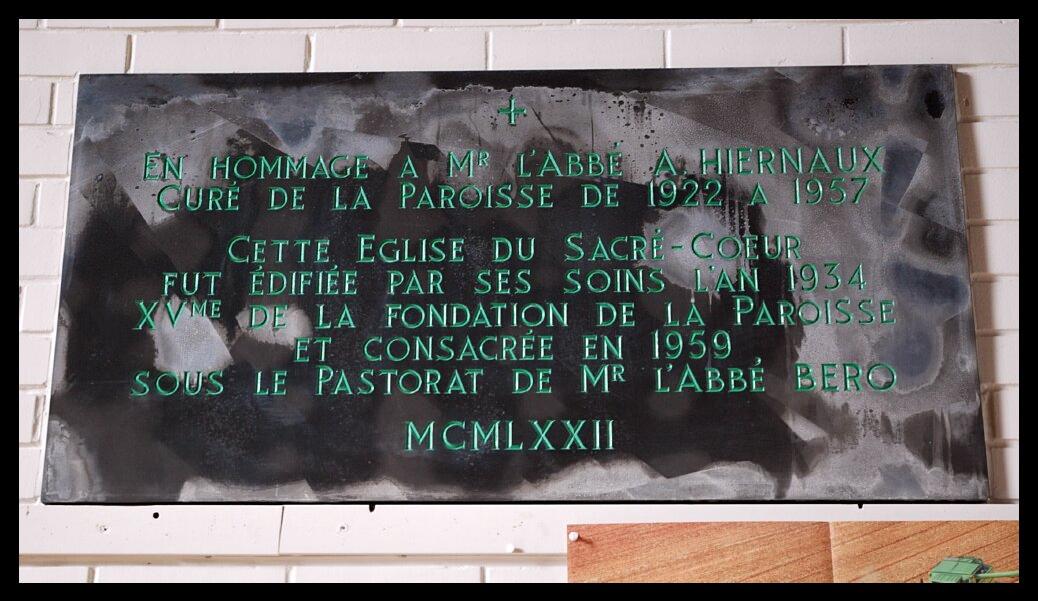 EN HOMMAGE A MR L'ABBÉ A. HIERNAUX
CURÉ DE LA PAROISSE DE 1922 A 1957
CETTE EGLISE DU SACRÉ-COEUR
FUT ÉDIFIÉE PAR SES SOINS L'AN 1934
XVME DE LA FONDATION DE LA PAROISSE
ET CONSACRÉE EN 1959
SOUS LE PASTORAT DE MR L'ABBÉ BERO
MCMLXXII